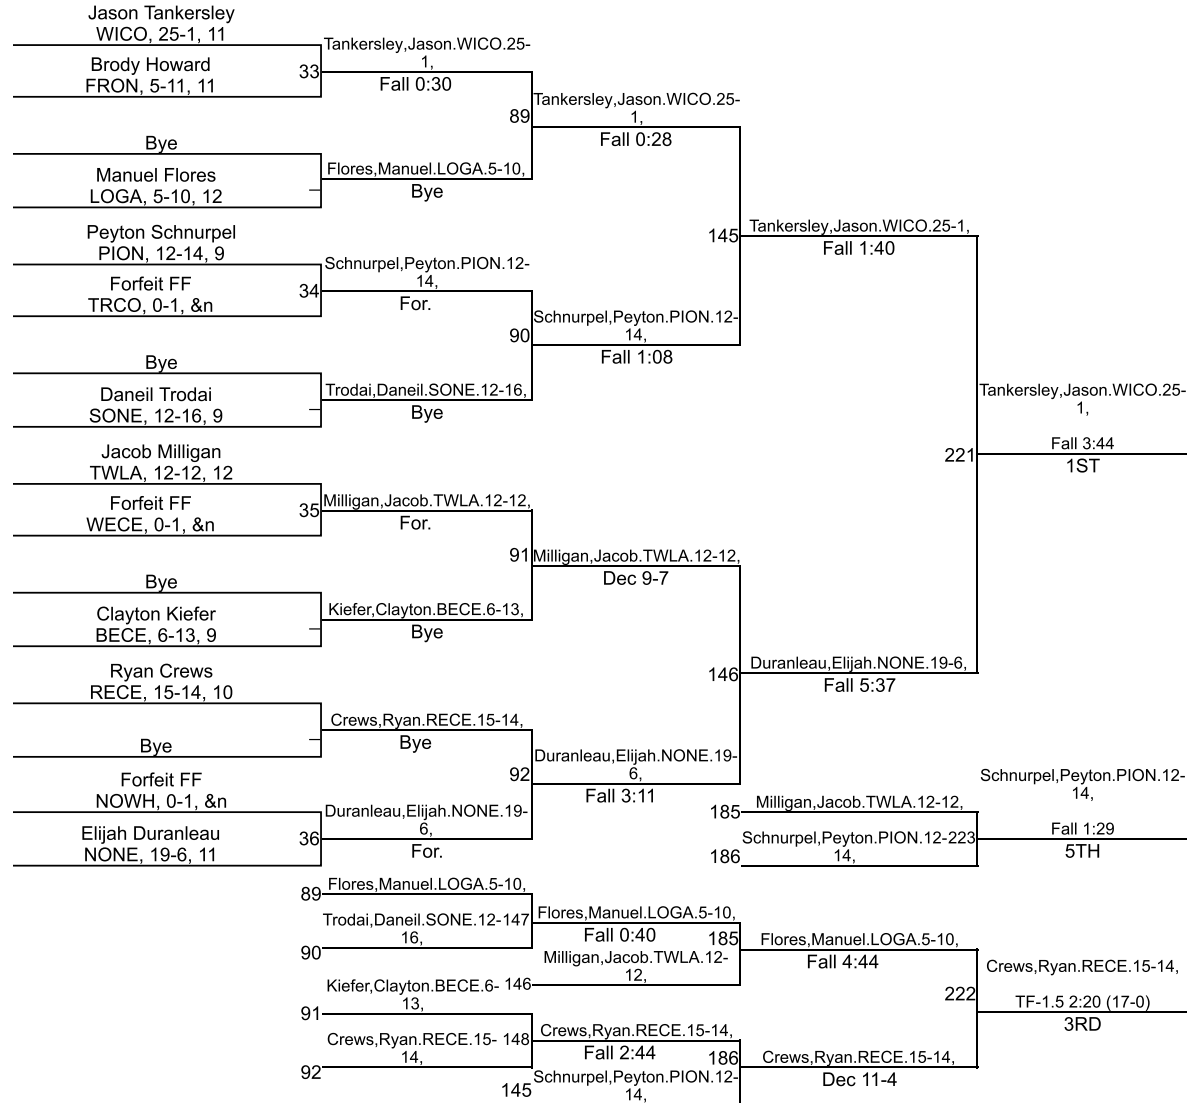 Jason Tankersley
WICO, 25-1, 11
Brody Howard
FRON, 5-11, 11
33
Tankersley,Jason.WICO.25-
1,
Fall 0:30
Bye
Manuel Flores
LOGA, 5-10, 12
Flores,Manuel.LOGA.5-10,
Bye
89
Tankersley,Jason.WICO.25-
1,
Fall 0:28
Peyton Schnurpel
PION, 12-14, 9
Forfeit FF
TRCO, 0-1, &n
34
Schnurpel,Peyton.PION.12-
14,
For.
Bye
Daneil Trodai
SONE, 12-16, 9
Trodai,Daneil.SONE.12-16,
Bye
90
Schnurpel,Peyton.PION.12-
14,
Fall 1:08
145
Tankersley,Jason.WICO.25-1,
Fall 1:40
Jacob Milligan
TWLA, 12-12, 12
Forfeit FF
WECE, 0-1, &n
35
Milligan,Jacob.TWLA.12-12,
For.
Bye
Clayton Kiefer
BECE, 6-13, 9
Kiefer,Clayton.BECE.6-13,
Bye
91
Milligan,Jacob.TWLA.12-12,
Dec 9-7
Ryan Crews
RECE, 15-14, 10
Bye
Crews,Ryan.RECE.15-14,
Bye
Forfeit FF
NOWH, 0-1, &n
Elijah Duranleau
NONE, 19-6, 11
36
Duranleau,Elijah.NONE.19-
6,
For.
92
Duranleau,Elijah.NONE.19-
6,
Fall 3:11
146
Duranleau,Elijah.NONE.19-6,
Fall 5:37
221
Tankersley,Jason.WICO.25-
1,
Fall 3:44
1ST
185
Milligan,Jacob.TWLA.12-12,
186
Schnurpel,Peyton.PION.12-
14,
223
Schnurpel,Peyton.PION.12-
14,
Fall 1:29
5TH
89
Flores,Manuel.LOGA.5-10,
90
Trodai,Daneil.SONE.12-
16,
147
Flores,Manuel.LOGA.5-10,
Fall 0:40
146
Milligan,Jacob.TWLA.12-
12,
185
Flores,Manuel.LOGA.5-10,
Fall 4:44
91
Kiefer,Clayton.BECE.6-
13,
92
Crews,Ryan.RECE.15-
14,
148
Crews,Ryan.RECE.15-14,
Fall 2:44
145
Schnurpel,Peyton.PION.12-
14,
186
Crews,Ryan.RECE.15-14,
Dec 11-4
222
Crews,Ryan.RECE.15-14,
TF-1.5 2:20 (17-0)
3RD